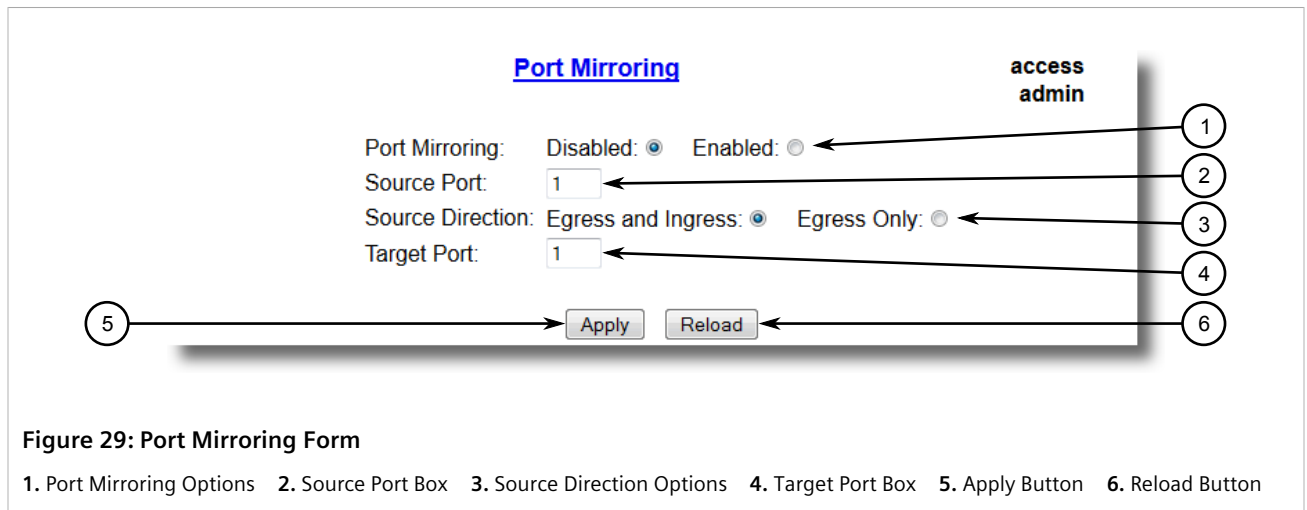 Port Mirroring
access
admin
Port Mirroring: Disabled: Enabled:
1
Source Port: 1
2
Source Direction: Egress and Ingress: Egress Only:
3
Target Port: 1
4
5
Apply Reload
6
Figure 29: Port Mirroring Form
1. Port Mirroring Options 2. Source Port Box 3. Source Direction Options 4. Target Port Box 5. Apply Button 6. Reload Button